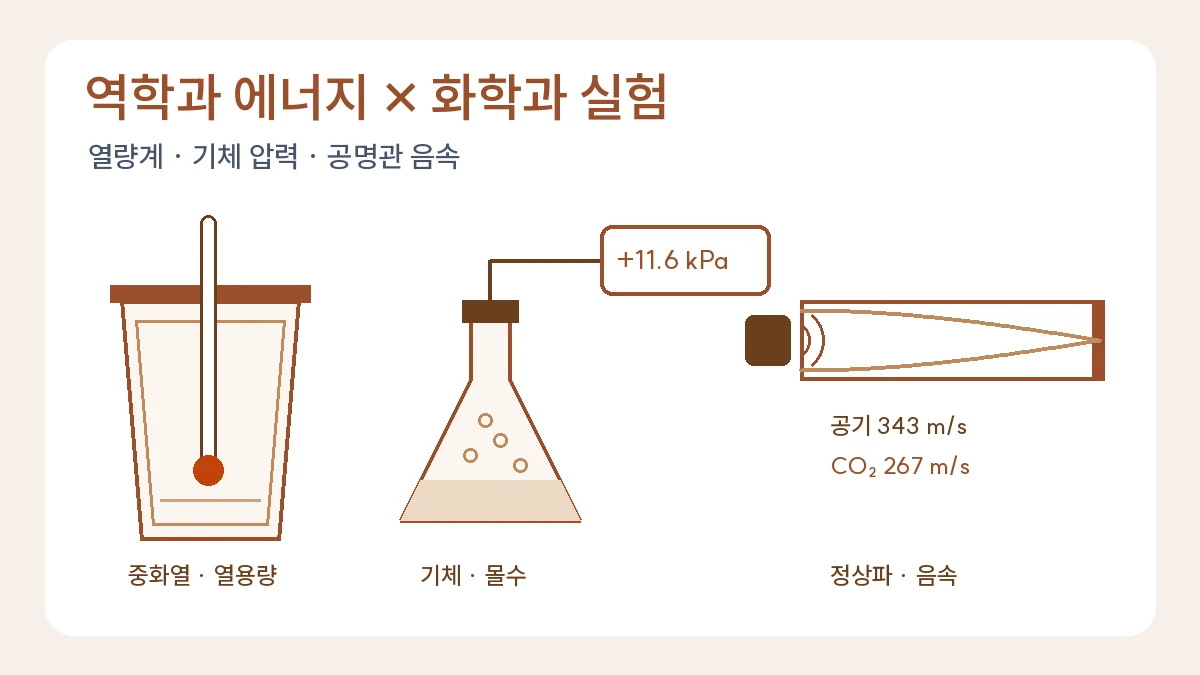 역학과 에너지 × 화학과 실험
열량계 · 기체 압력 · 공명관 음속
+11.6 kPa
공기 343 m/s
CO₂ 267 m/s
중화열 · 열용량
기체 · 몰수
정상파 · 음속